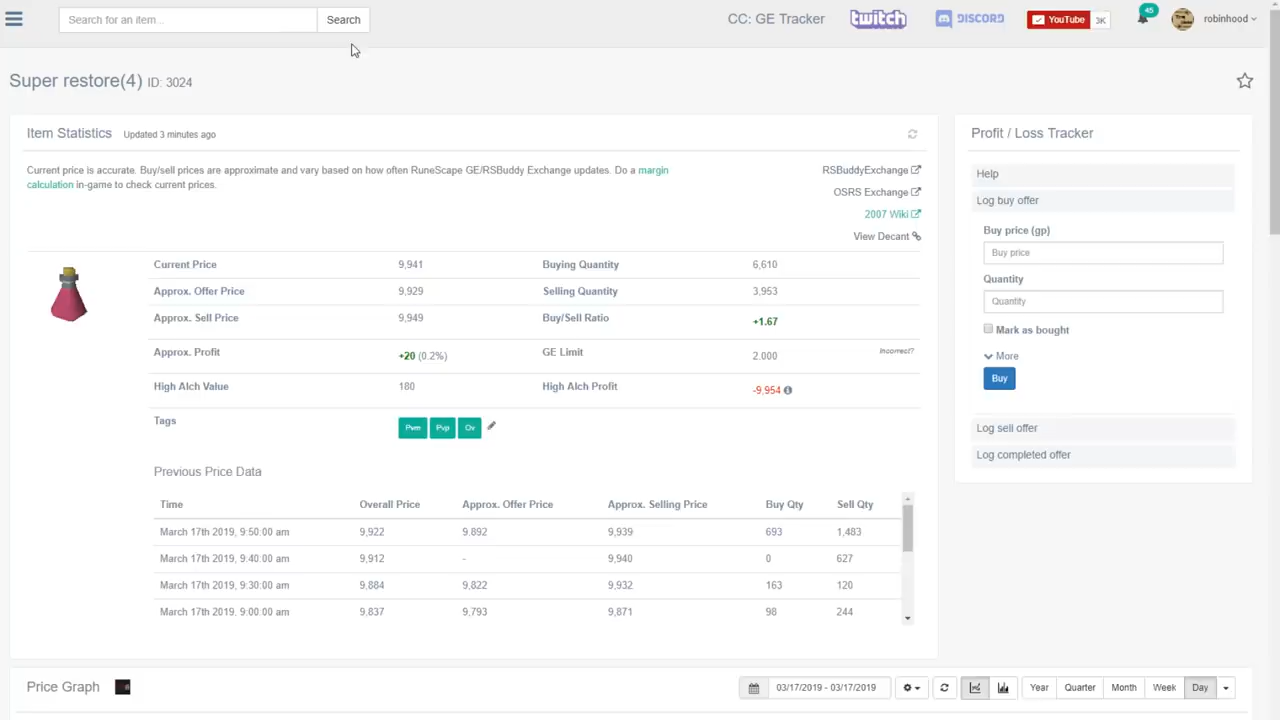 Search for an item... Search CC: GE Tracker twitch DISCORD YouTube 3K 45 robinhood
Super restore(4) ID: 3024
Item Statistics Updated 3 minutes ago
Current price is accurate. Buy/sell prices are approximate and vary based on how often RuneScape GE/RSBuddy Exchange updates. Do a margin
calculation in-game to check current prices.
RSBuddyExchange
OSRS Exchange
2007 Wiki
View Decant
Current Price 9,941 Buying Quantity 6,610
Approx. Offer Price 9,929 Selling Quantity 3,953
Approx. Sell Price 9,949 Buy/Sell Ratio +1.67
Approx. Profit +20 (0.2%) GE Limit 2,000 Incorrect?
High Alch Value 180 High Alch Profit -9,954
Tags Pvm Pvp Ov
Previous Price Data
Time Overall Price Approx. Offer Price Approx. Selling Price Buy Qty Sell Qty
March 17th 2019, 9:50:00 am 9,922 9,892 9,939 693 1,483
March 17th 2019, 9:40:00 am 9,912 - 9,940 0 627
March 17th 2019, 9:30:00 am 9,884 9,822 9,932 163 120
March 17th 2019, 9:00:00 am 9,837 9,793 9,871 98 244
Profit / Loss Tracker
Help
Log buy offer
Buy price (gp)
Buy price
Quantity
Quantity
Mark as bought
More
Buy
Log sell offer
Log completed offer
Price Graph 03/17/2019 - 03/17/2019 Year Quarter Month Week Day